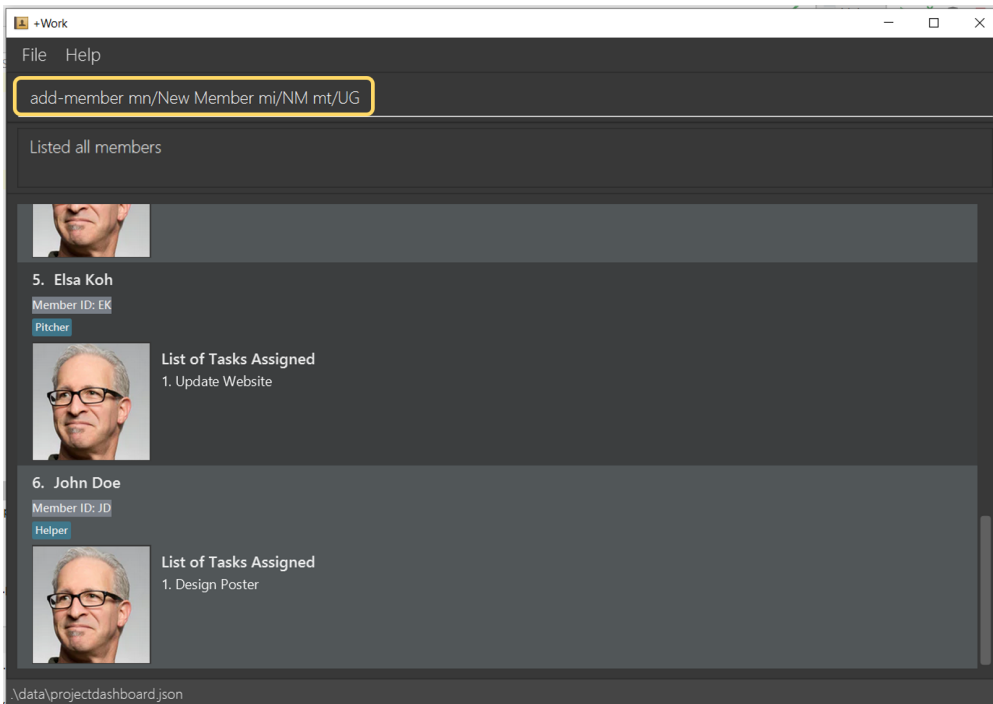 +Work
File Help
add-member mn/New Member mi/NM mt/UG
Listed all members
5. Elsa Koh
Member ID: EK
Pitcher
List of Tasks Assigned
1. Update Website
6. John Doe
Member ID: JD
Helper
List of Tasks Assigned
1. Design Poster
.\data\projectdashboard.json